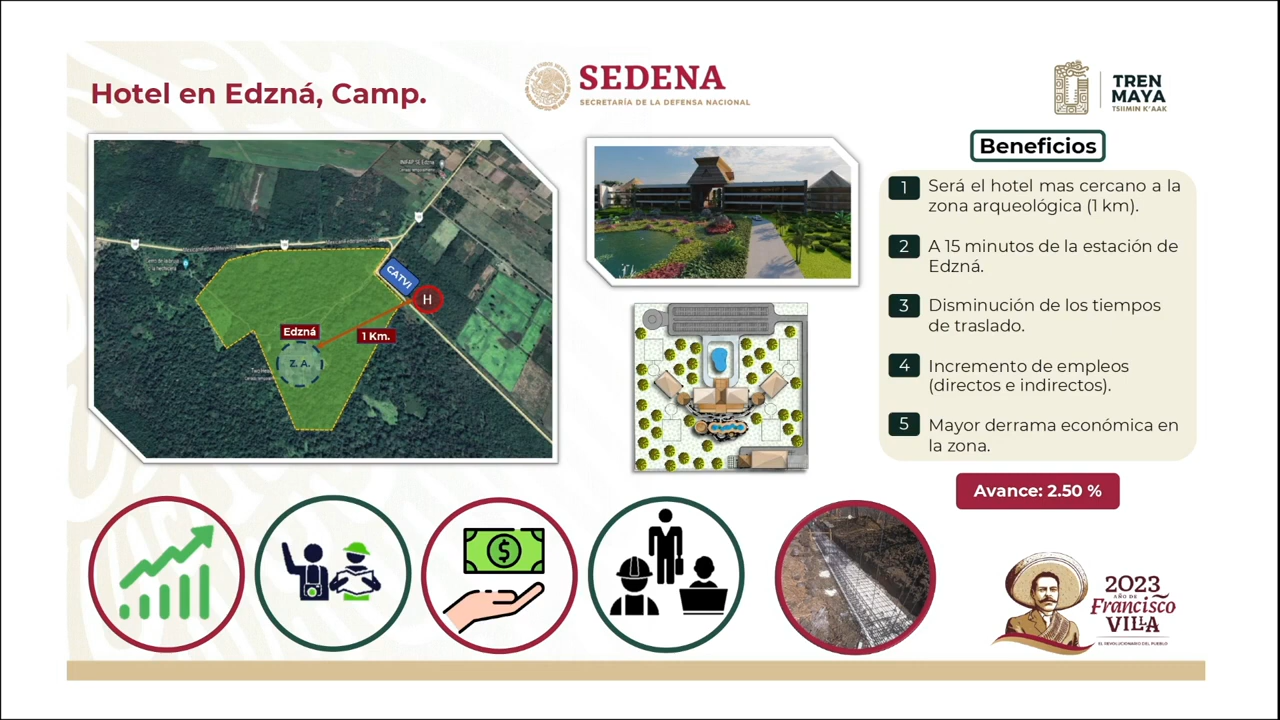 Hotel en Edzná, Camp.
SEDENA
SECRETARÍA DE LA DEFENSA NACIONAL
TREN
MAYA
TSIIMIN K'AAK
CATVI
H
Edzná
1 Km.
Z. A.
Beneficios
1 Será el hotel mas cercano a la
zona arqueológica (1 km).
2 A 15 minutos de la estación de
Edzná.
3 Disminución de los tiempos
de traslado.
4 Incremento de empleos
(directos e indirectos).
5 Mayor derrama económica en
la zona.
Avance: 2.50 %
$
2023
AÑO DE
Francisco
VILLA
EL REVOLUCIONARIO DEL PUEBLO